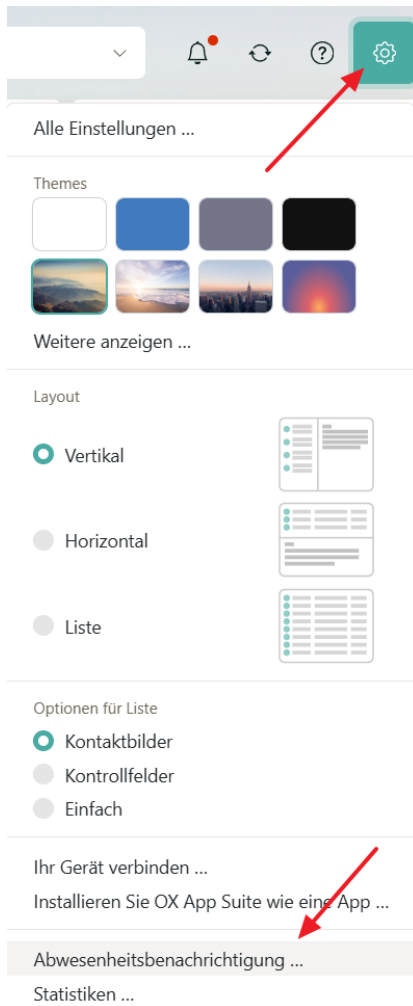 Alle Einstellungen ...
Themes
Weitere anzeigen ...
Layout
Vertikal
Horizontal
Liste
Optionen für Liste
Kontaktbilder
Kontrollfelder
Einfach
Ihr Gerät verbinden ...
Installieren Sie OX App Suite wie eine App ...
Abwesenheitsbenachrichtigung ...
Statistiken ...